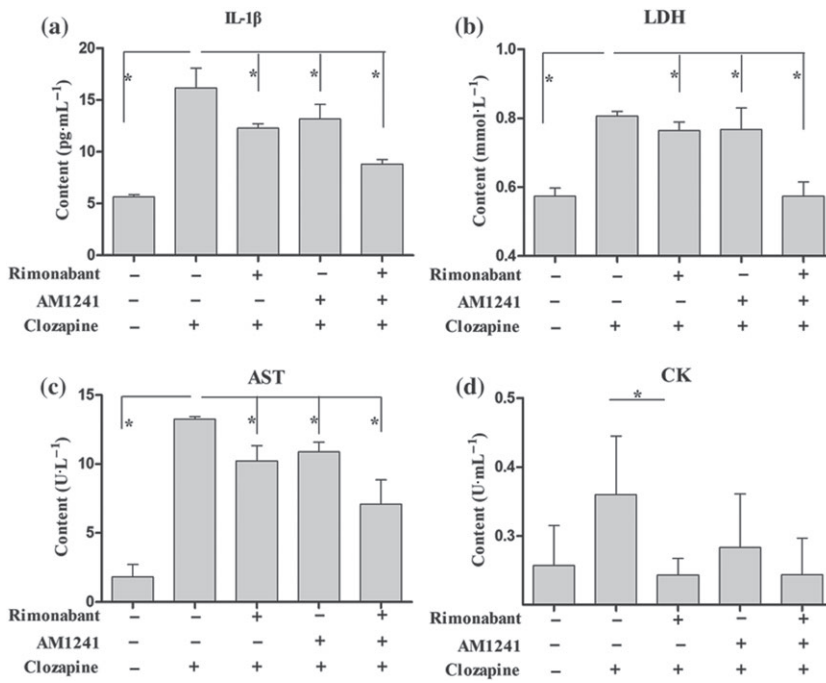 (a)
IL-1β
20
15
10
5
0
Content (pg·mL⁻¹)
* * * *
Rimonabant − − + − +
AM1241 − − − + +
Clozapine − + + + +
(b)
LDH
1.0
0.8
0.6
0.4
Content (mmol·L⁻¹)
* * * *
Rimonabant − − + − +
AM1241 − − − + +
Clozapine − + + + +
(c)
AST
15
10
5
0
Content (U·L⁻¹)
* * * *
Rimonabant − − + − +
AM1241 − − − + +
Clozapine − + + + +
(d)
CK
0.5
0.4
0.3
Content (U·mL⁻¹)
*
Rimonabant − − + − +
AM1241 − − − + +
Clozapine − + + + +